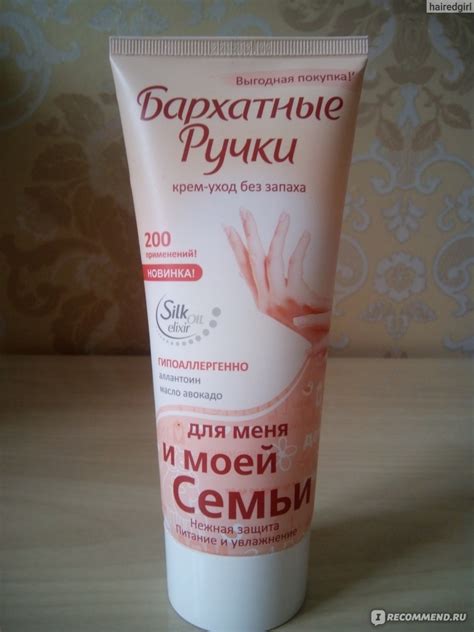 hairedgirl
Выгодная покупка!
Бархатные
Ручки
крем-уход без запаха
200
применений!
НОВИНКА!
Silk OIL
elixir
ГИПОАЛЛЕРГЕННО
аллантоин
масло авокадо
для меня
и моей
Семьи
Нежная защита
Питание и увлажнение
I RECOMMEND.RU